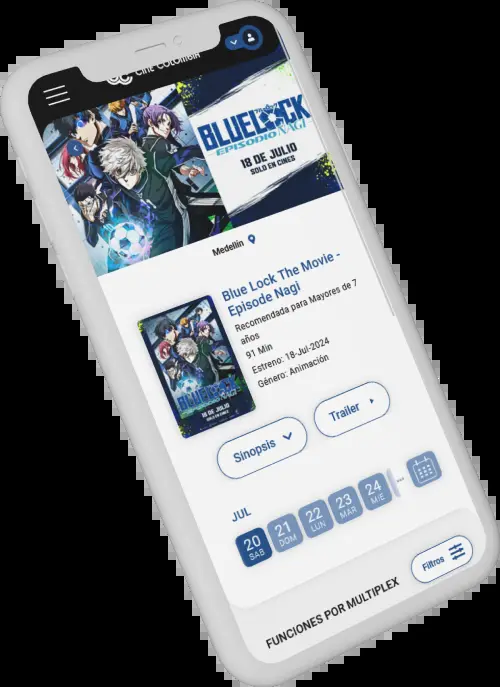 CINE COLOMBIA
BLUELOCK
EPISODIO NAGI
18 DE JULIO
SOLO EN CINES
Medellín
Blue Lock The Movie -
Episode Nagi
Recomendada para Mayores de 7
años
91 Min
Estreno: 18-Jul-2024
Género: Animación
BLUELOCK
18 DE JULIO
SOLO EN CINES
Sinopsis
Trailer
JUL
20 21 22 23 24 ...
SAB DOM LUN MAR MIE
Filtros
FUNCIONES POR MULTIPLEX